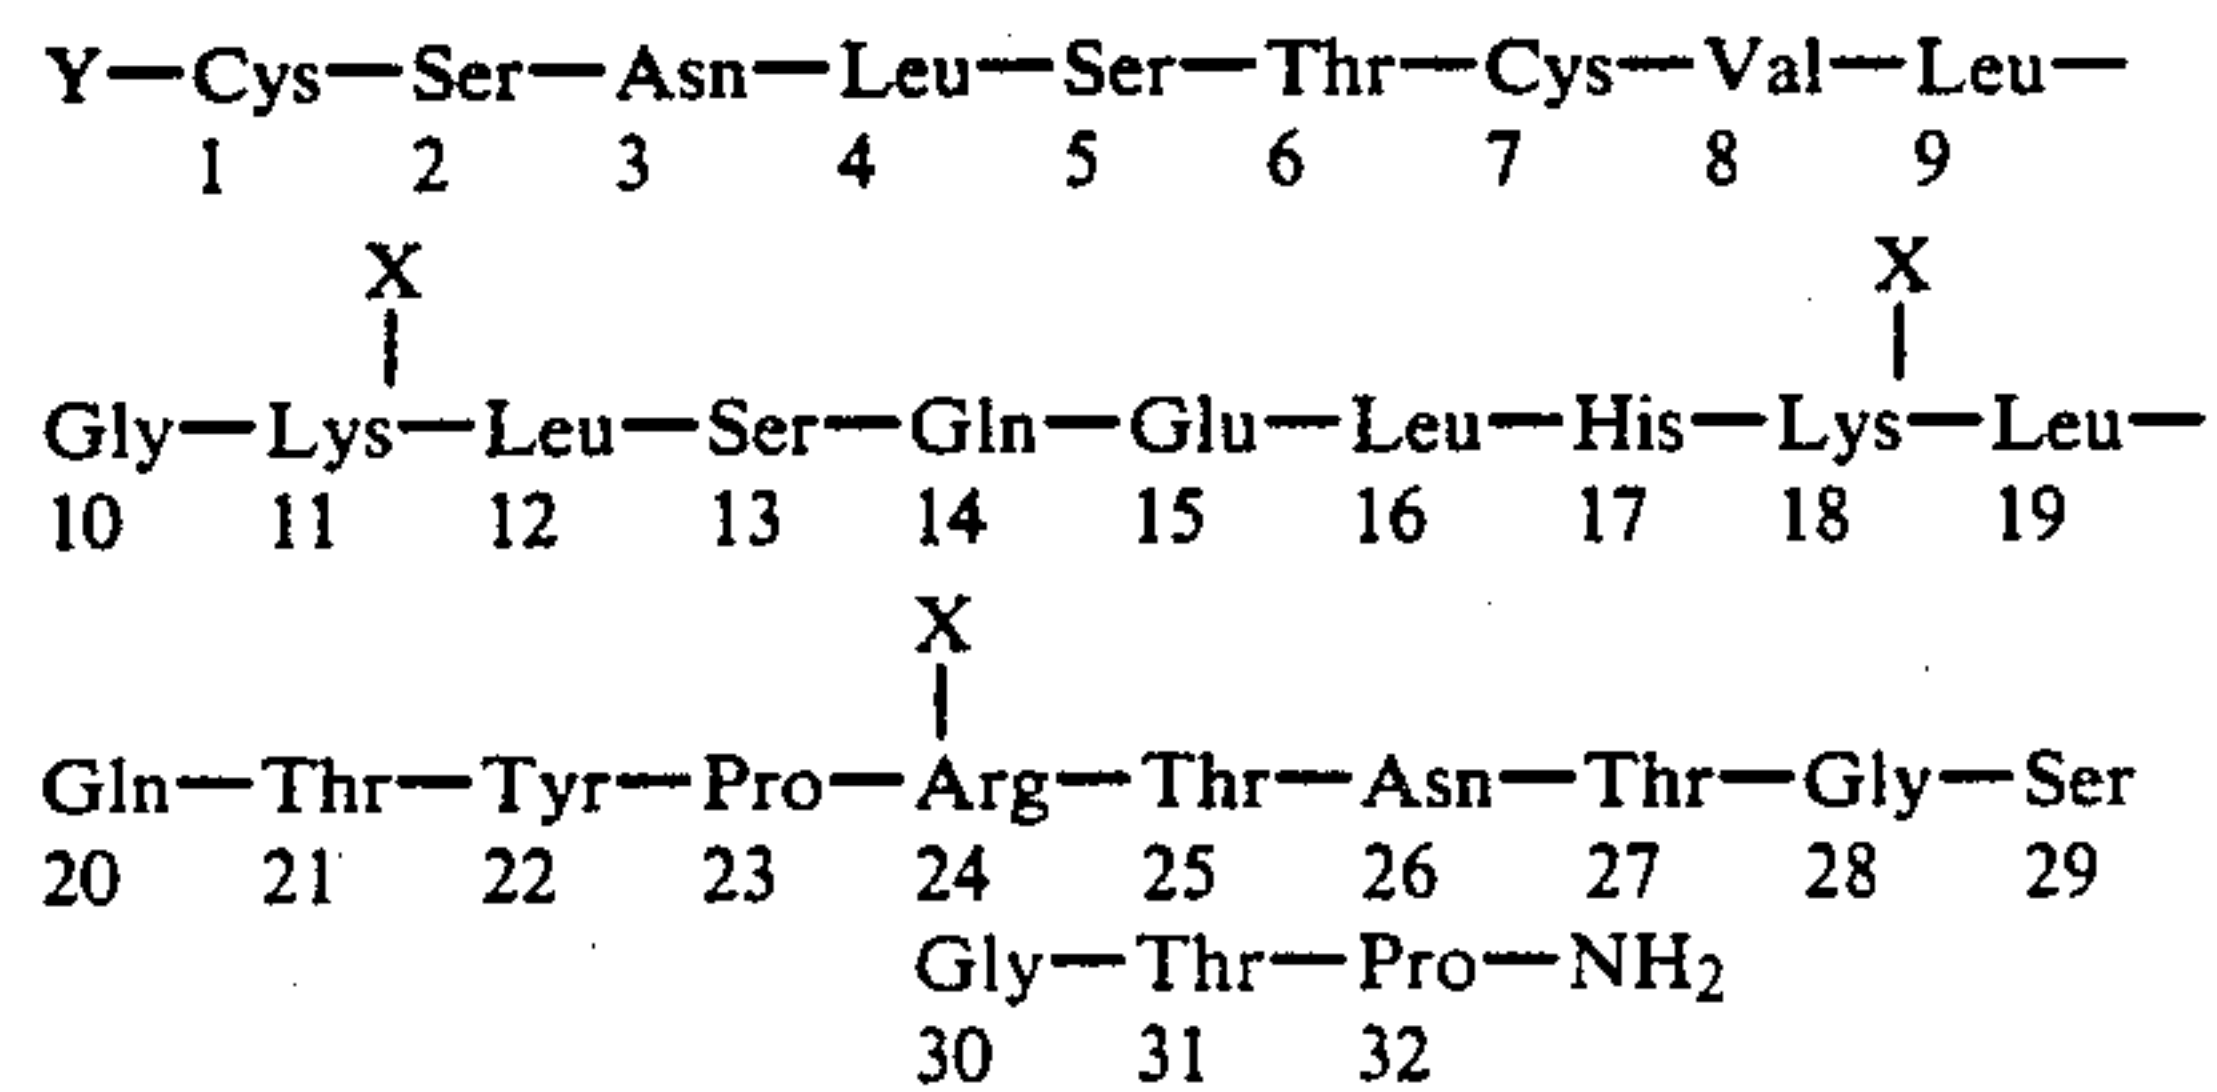 Y—Cys—Ser—Asn—Leu—Ser—Thr—Cys—Val—Leu—
1 2 3 4 5 6 7 8 9
X X
Gly—Lys—Leu—Ser—Gln—Glu—Leu—His—Lys—Leu—
10 11 12 13 14 15 16 17 18 19
X
Gln—Thr—Tyr—Pro—Arg—Thr—Asn—Thr—Gly—Ser
20 21 22 23 24 25 26 27 28 29
Gly—Thr—Pro—NH₂
30 31 32